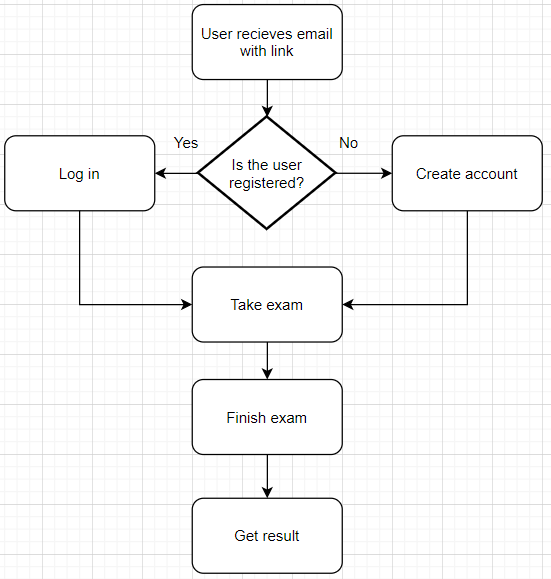 User recieves email
with link
Yes
No
Is the user
registered?
Log in
Create account
Take exam
Finish exam
Get result